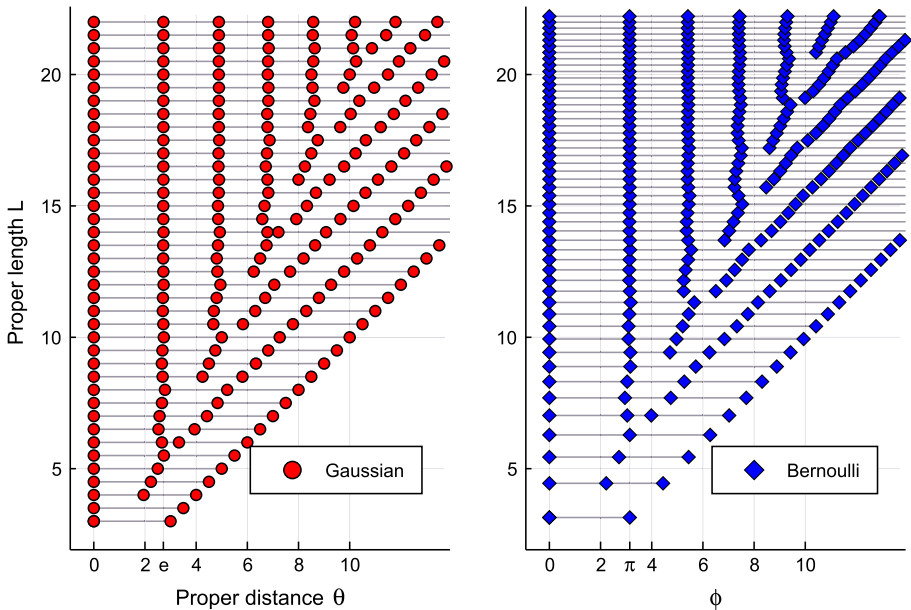 Proper length L
20
15
10
5
0 2 e 4 6 8 10
Proper distance θ
Gaussian
20
15
10
5
0 2 π 4 6 8 10
ϕ
Bernoulli